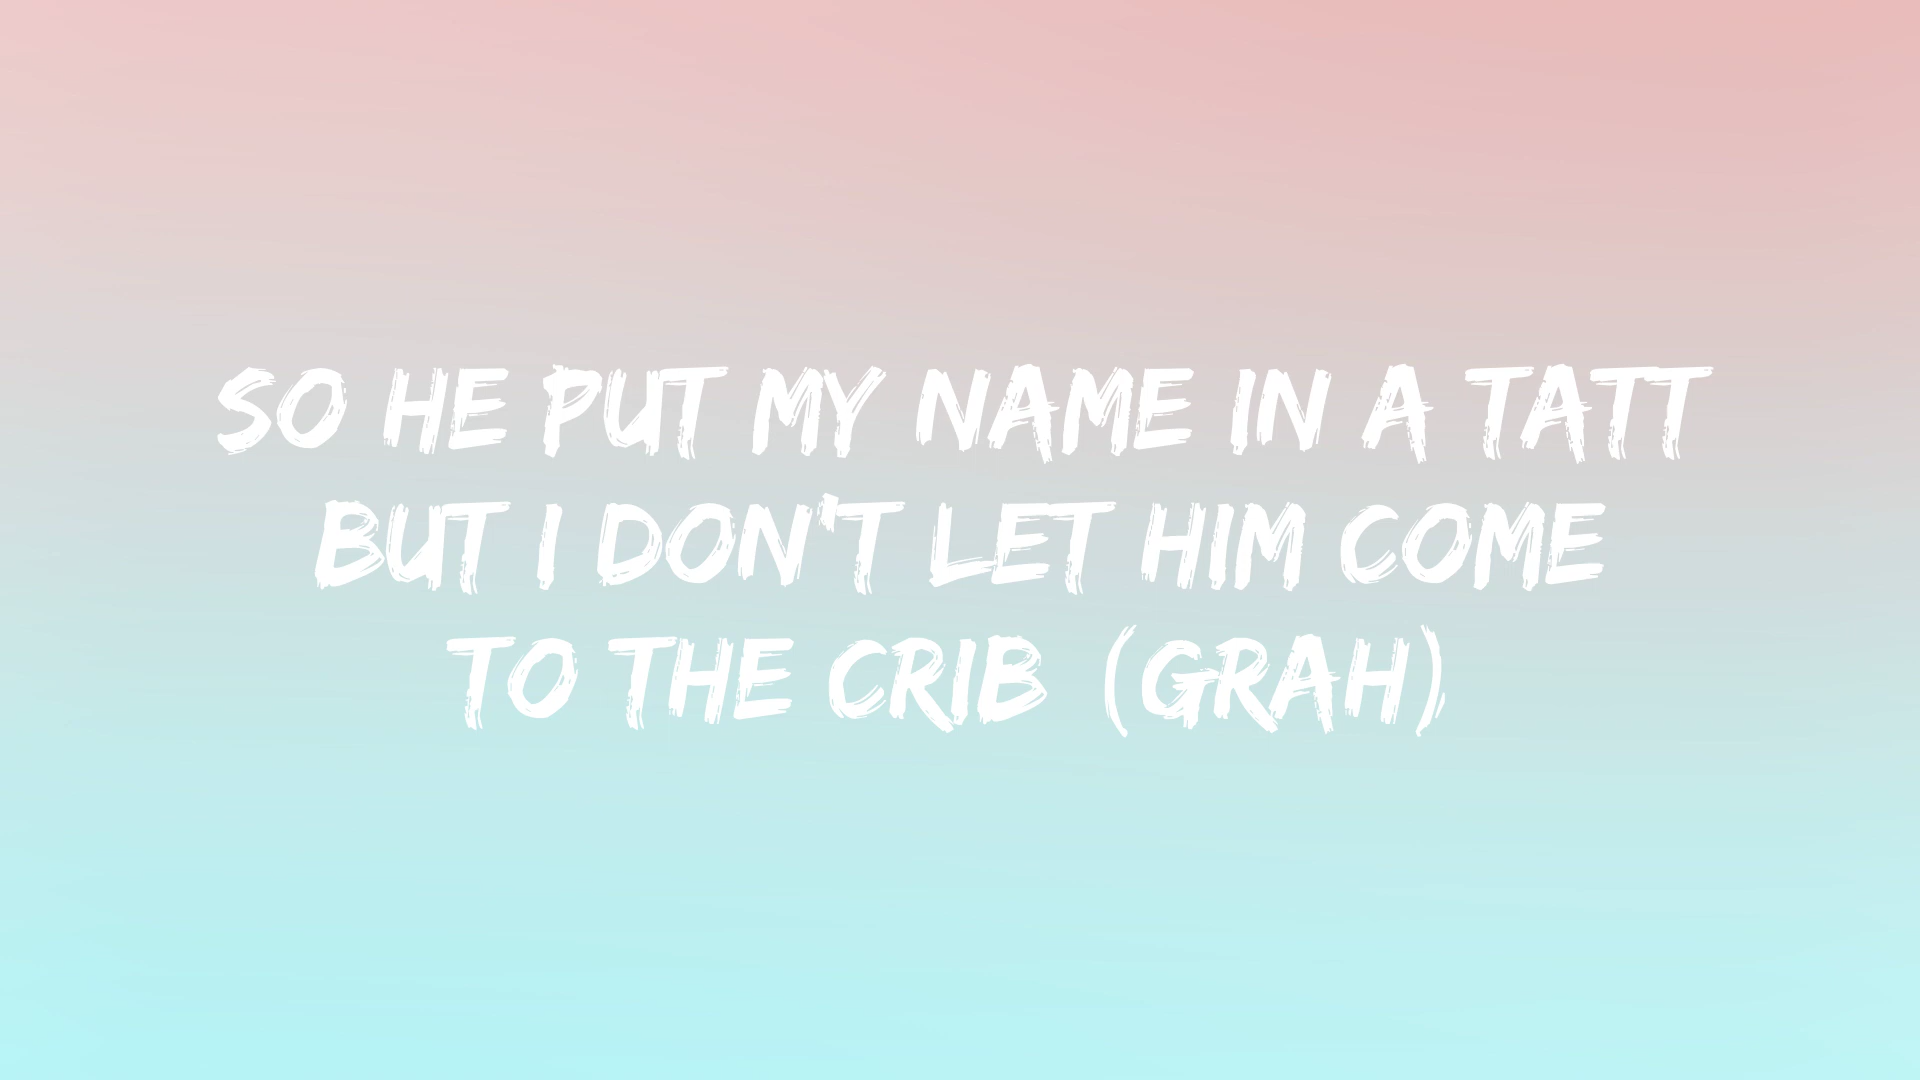 SO HE PUT MY NAME IN A TATT
BUT I DON'T LET HIM COME
TO THE CRIB (GRAH)